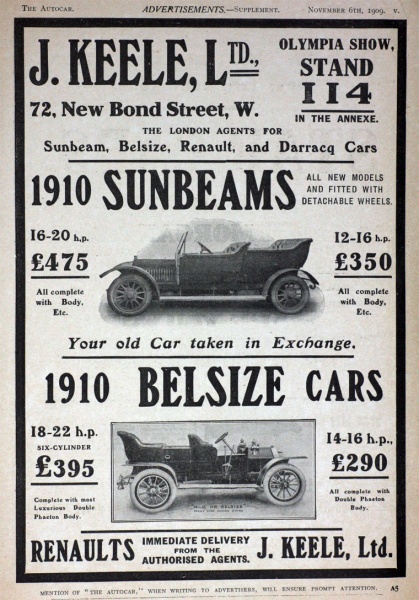 THE AUTOCAR. ADVERTISEMENTS.—SUPPLEMENT. NOVEMBER 6TH, 1909. v.
J. KEELE, LTD.,
72, New Bond Street, W.
OLYMPIA SHOW,
STAND
114
IN THE ANNEXE.
THE LONDON AGENTS FOR
Sunbeam, Belsize, Renault, and Darracq Cars
1910 SUNBEAMS
ALL NEW MODELS
AND FITTED WITH
DETACHABLE WHEELS.
16-20 h.p.
£475
All complete
with Body,
Etc.
12-16 h.p.
£350
All complete
with Body,
Etc.
Your old Car taken in Exchange.
1910 BELSIZE CARS
18-22 h.p.
SIX-CYLINDER
£395
Complete with most
Luxurious Double
Phaeton Body.
14-16 h.p.,
£290
All complete with
Double Phaeton
Body.
RENAULTS IMMEDIATE DELIVERY
FROM THE
AUTHORISED AGENTS. J. KEELE, Ltd.
MENTION OF "THE AUTOCAR," WHEN WRITING TO ADVERTISERS, WILL ENSURE PROMPT ATTENTION. A5